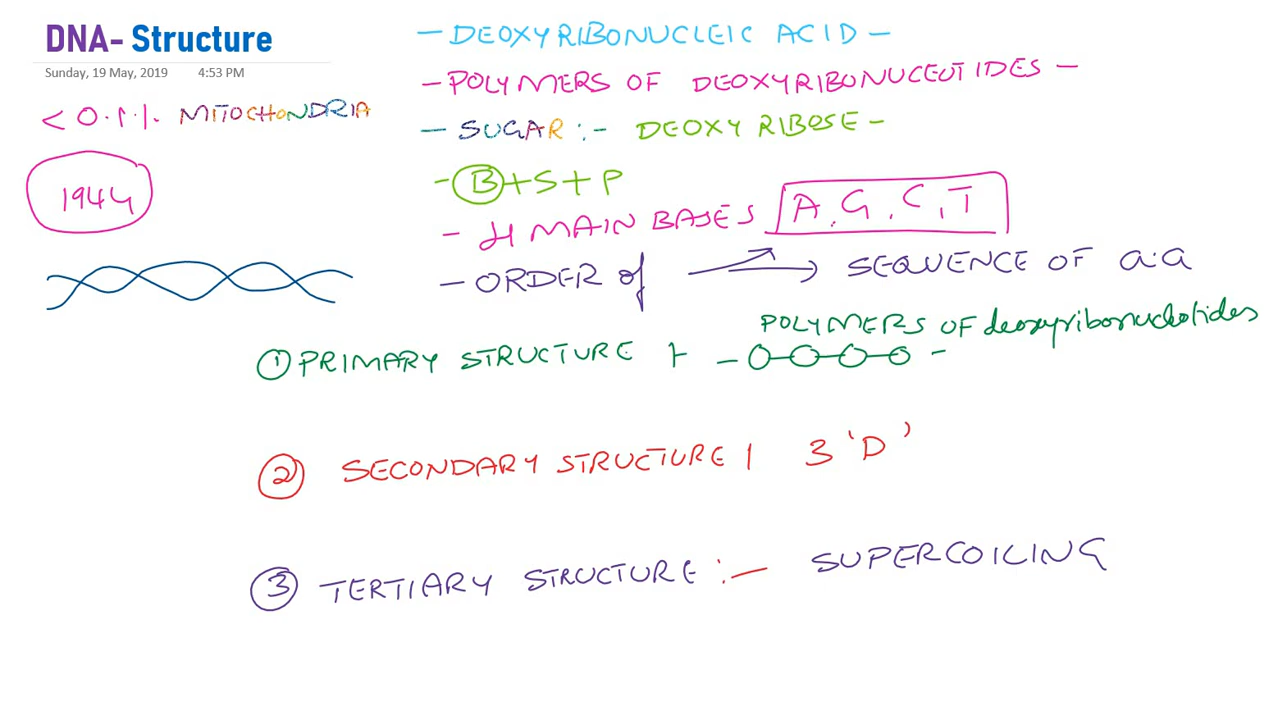 DNA- Structure
Sunday, 19 May, 2019 4:53 PM
< 0.1%. MITOCHONDRIA
1944
- DEOXYRIBONUCLEIC ACID -
- POLYMERS OF DEOXYRIBONUCEOTIDES -
- SUGAR :- DEOXY RIBOSE -
- B+S+P
- 4 MAIN BASES A, G, C, T
- ORDER of → SEQUENCE OF a.a
POLYMERS OF deoxyribonucleotides
① PRIMARY STRUCTURE
② SECONDARY STRUCTURE | 3 'D'
③ TERTIARY STRUCTURE :- SUPERCOILING